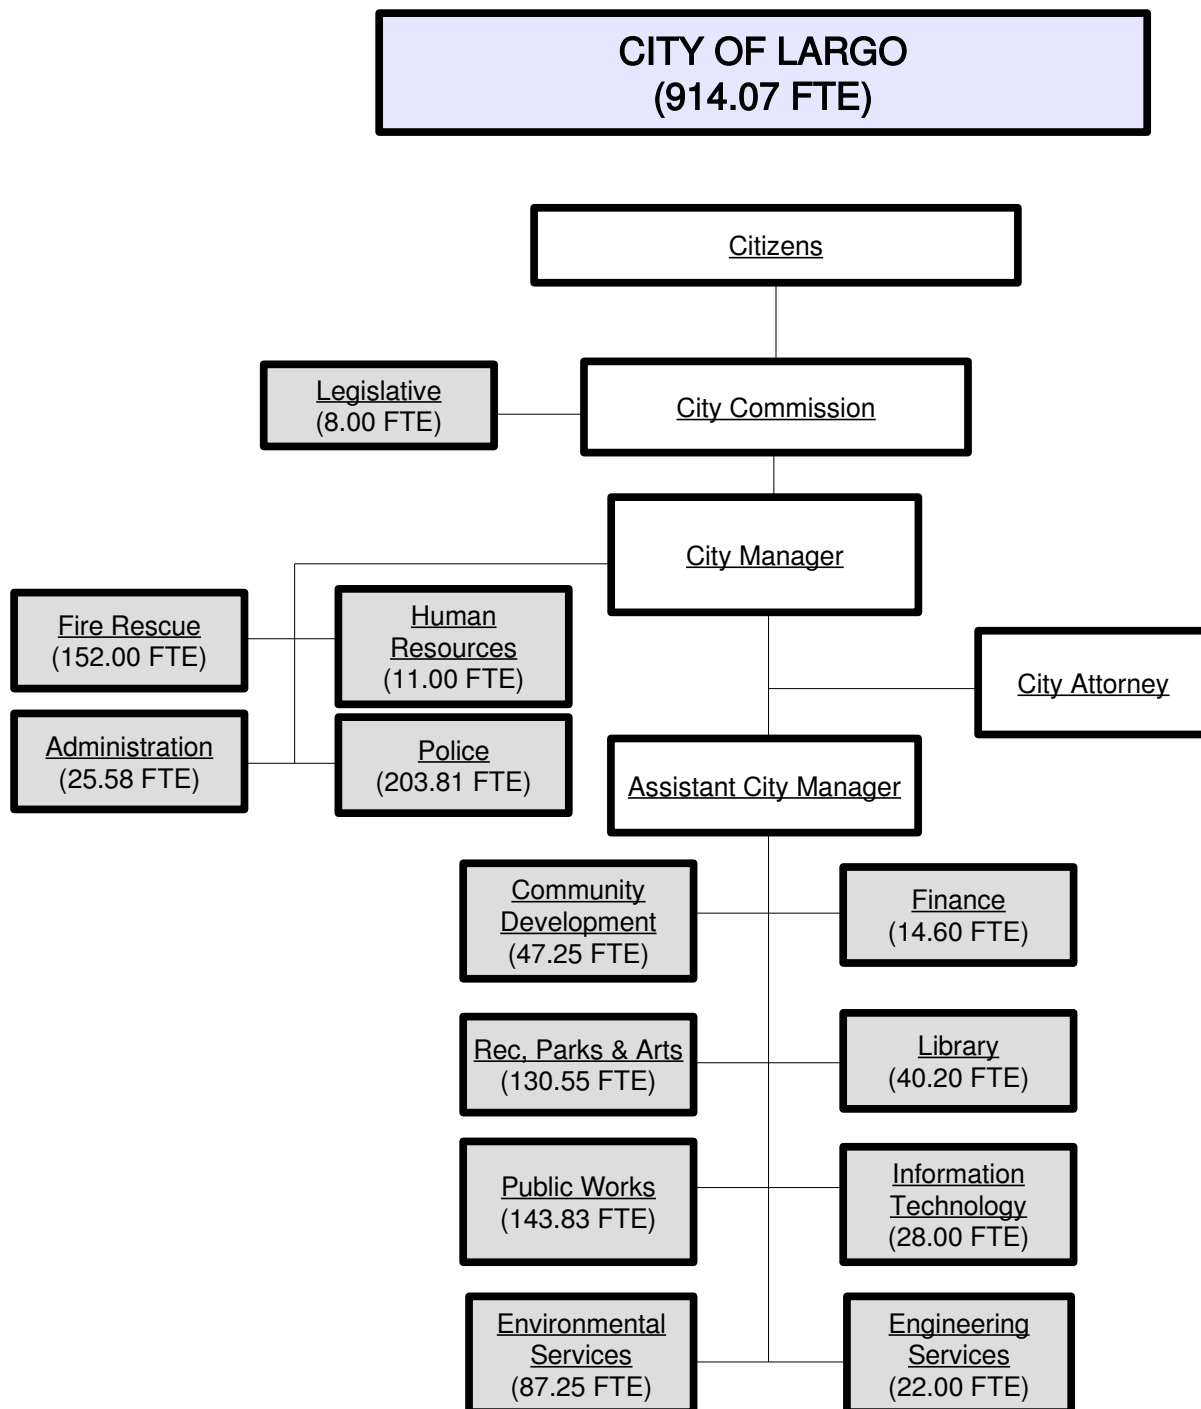 CITY OF LARGO
(914.07 FTE)
Citizens
Legislative
(8.00 FTE)
City Commission
City Manager
Fire Rescue
(152.00 FTE)
Human
Resources
(11.00 FTE)
City Attorney
Administration
(25.58 FTE)
Police
(203.81 FTE)
Assistant City Manager
Community
Development
(47.25 FTE)
Finance
(14.60 FTE)
Rec, Parks & Arts
(130.55 FTE)
Library
(40.20 FTE)
Public Works
(143.83 FTE)
Information
Technology
(28.00 FTE)
Environmental
Services
(87.25 FTE)
Engineering
Services
(22.00 FTE)